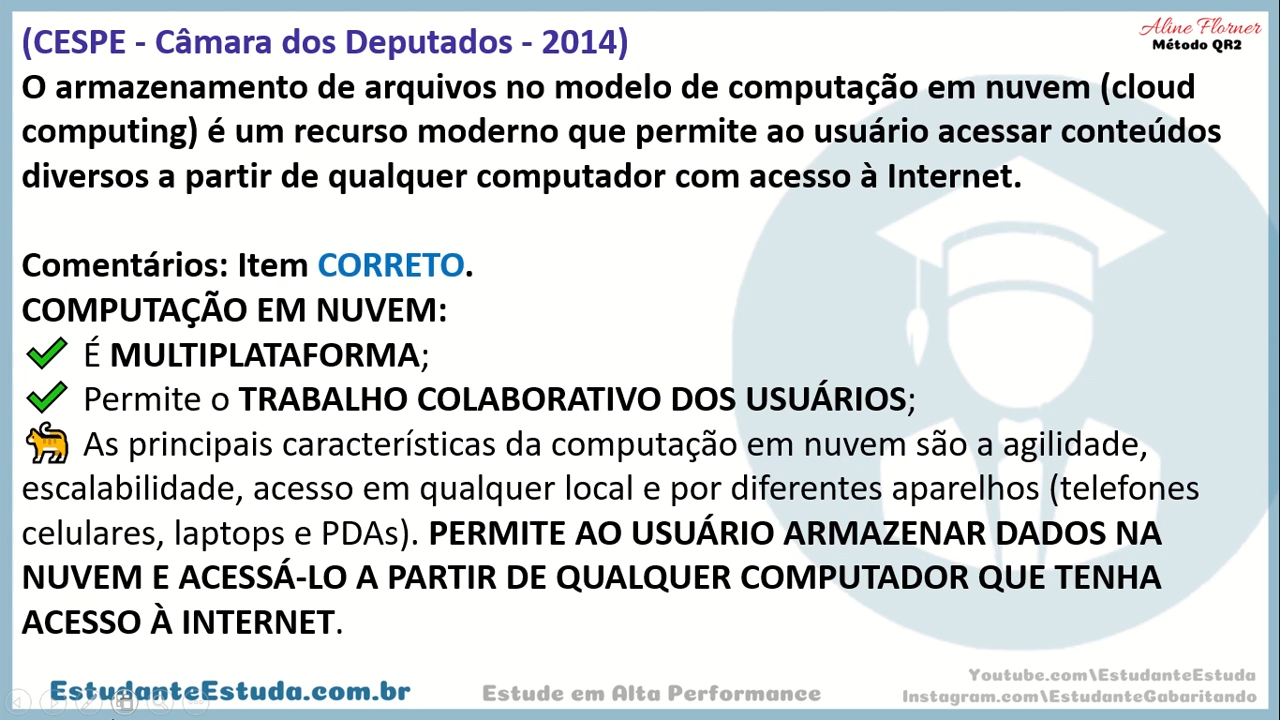 Aline Florner
Método QR2
(CESPE - Câmara dos Deputados - 2014)
O armazenamento de arquivos no modelo de computação em nuvem (cloud
computing) é um recurso moderno que permite ao usuário acessar conteúdos
diversos a partir de qualquer computador com acesso à Internet.
Comentários: Item CORRETO.
COMPUTAÇÃO EM NUVEM:
É MULTIPLATAFORMA;
Permite o TRABALHO COLABORATIVO DOS USUÁRIOS;
As principais características da computação em nuvem são a agilidade,
escalabilidade, acesso em qualquer local e por diferentes aparelhos (telefones
celulares, laptops e PDAs). PERMITE AO USUÁRIO ARMAZENAR DADOS NA
NUVEM E ACESSÁ-LO A PARTIR DE QUALQUER COMPUTADOR QUE TENHA
ACESSO À INTERNET.
EstudanteEstuda.com.br
Estude em Alta Performance
Youtube.com\EstudanteEstuda
Instagram.com\EstudanteGabaritando